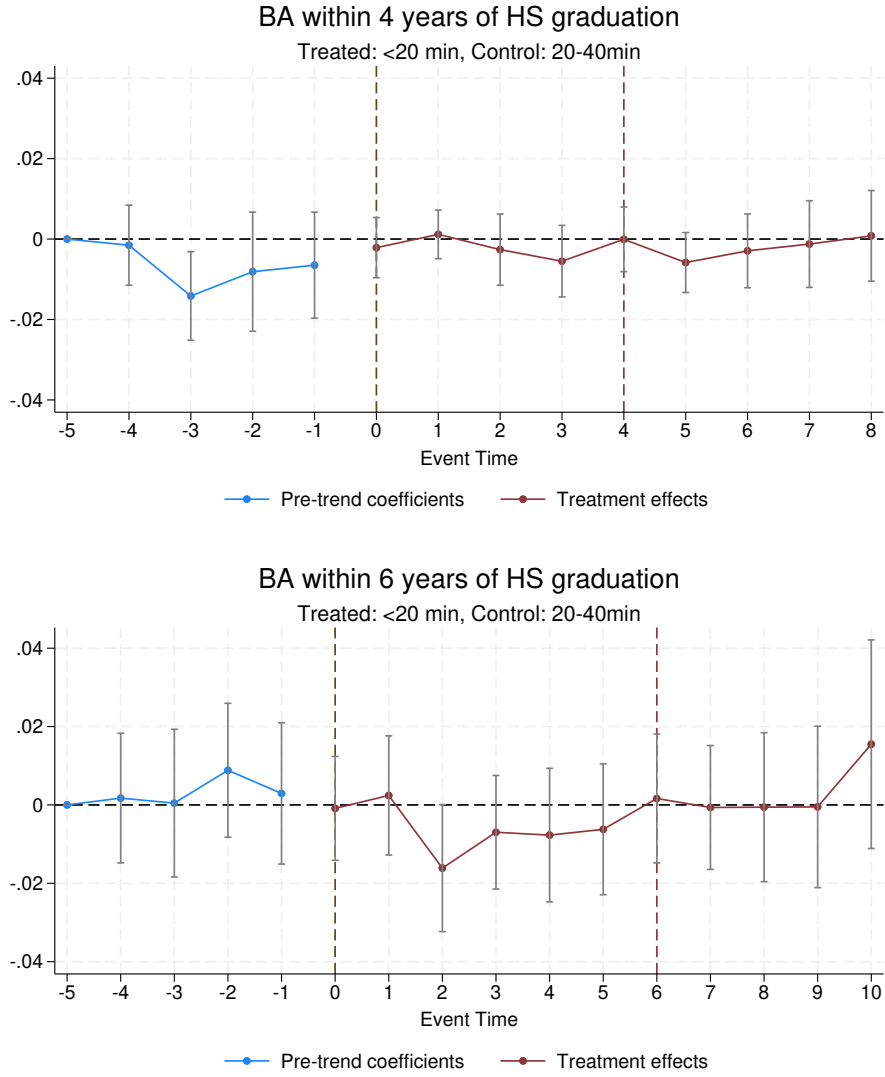 BA within 4 years of HS graduation
Treated: <20 min, Control: 20-40min
.04
.02
0
-.02
-.04
-5 -4 -3 -2 -1 0 1 2 3 4 5 6 7 8
Event Time
Pre-trend coefficients Treatment effects
BA within 6 years of HS graduation
Treated: <20 min, Control: 20-40min
.04
.02
0
-.02
-.04
-5 -4 -3 -2 -1 0 1 2 3 4 5 6 7 8 9 10
Event Time
Pre-trend coefficients Treatment effects